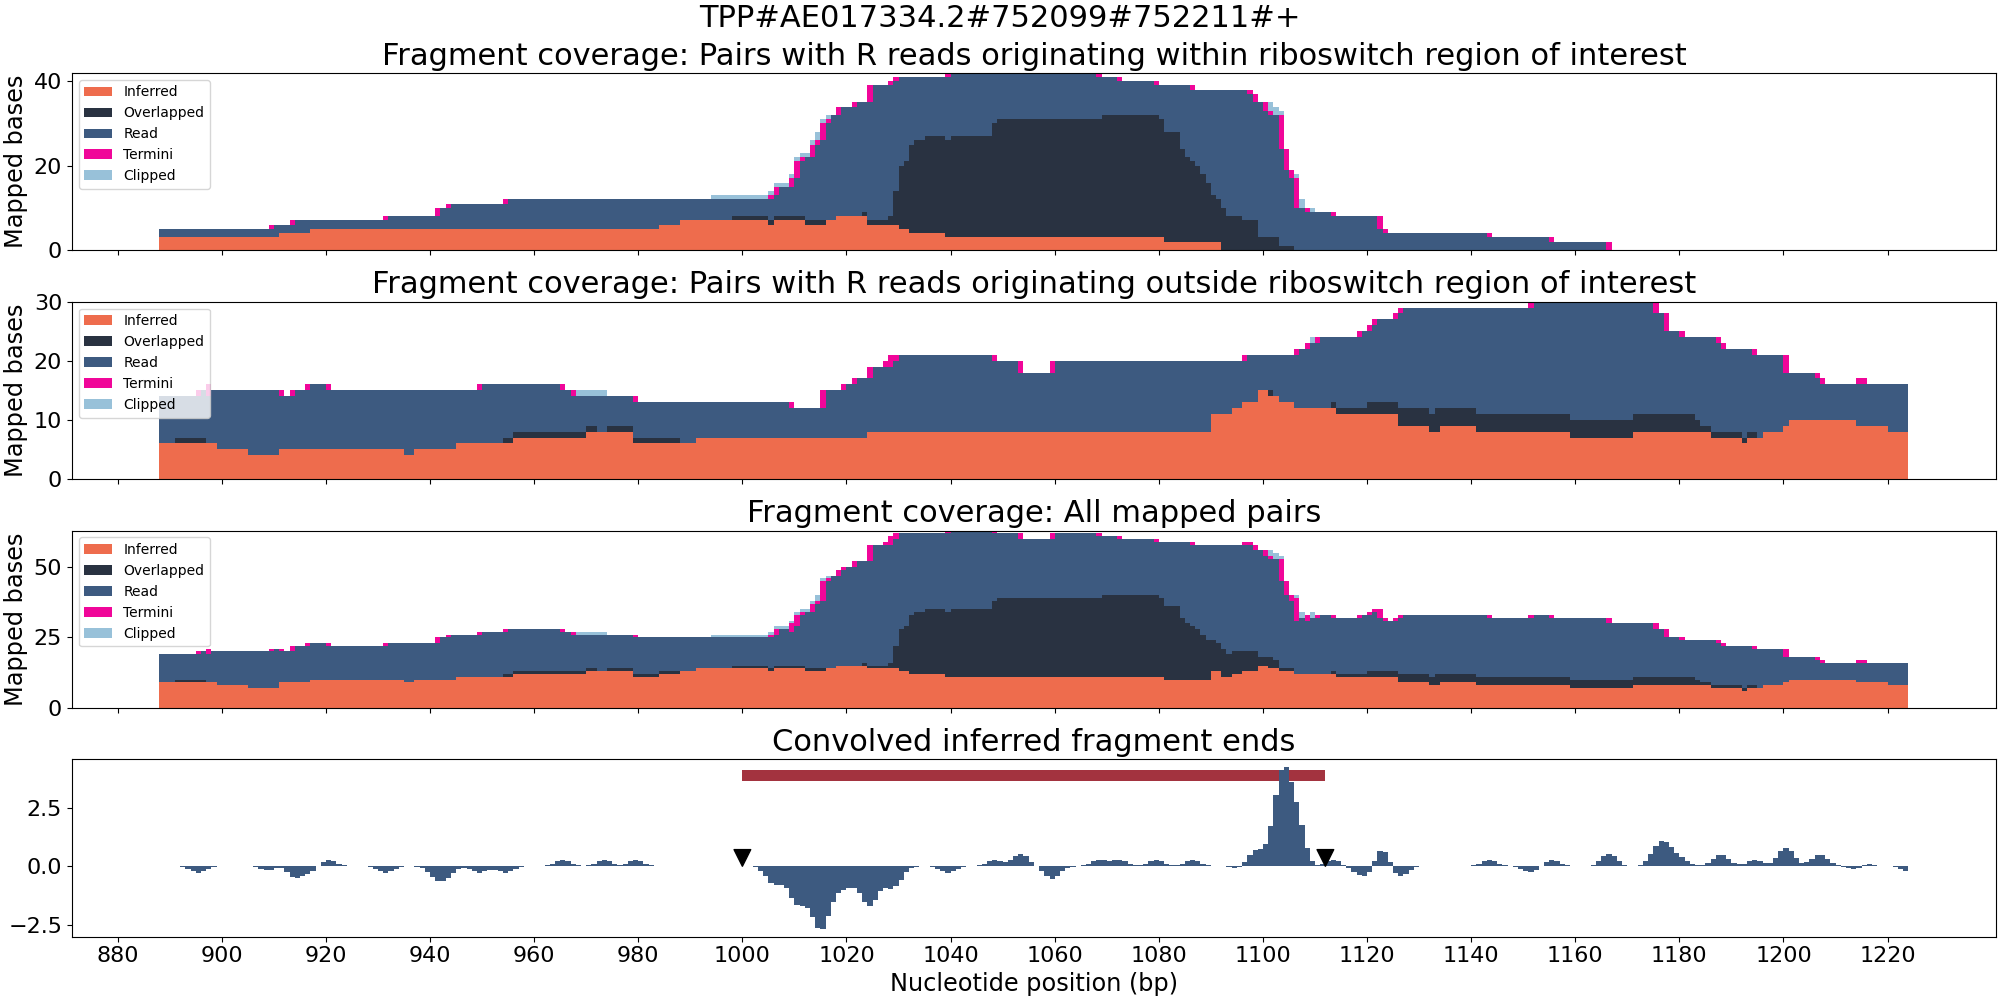 TPP#AE017334.2#752099#752211#+
Fragment coverage: Pairs with R reads originating within riboswitch region of interest
Mapped bases
40
20
0
Inferred
Overlapped
Read
Termini
Clipped
Fragment coverage: Pairs with R reads originating outside riboswitch region of interest
Mapped bases
30
20
10
0
Inferred
Overlapped
Read
Termini
Clipped
Fragment coverage: All mapped pairs
Mapped bases
50
25
0
Inferred
Overlapped
Read
Termini
Clipped
Convolved inferred fragment ends
2.5
0.0
−2.5
880 900 920 940 960 980 1000 1020 1040 1060 1080 1100 1120 1140 1160 1180 1200 1220
Nucleotide position (bp)